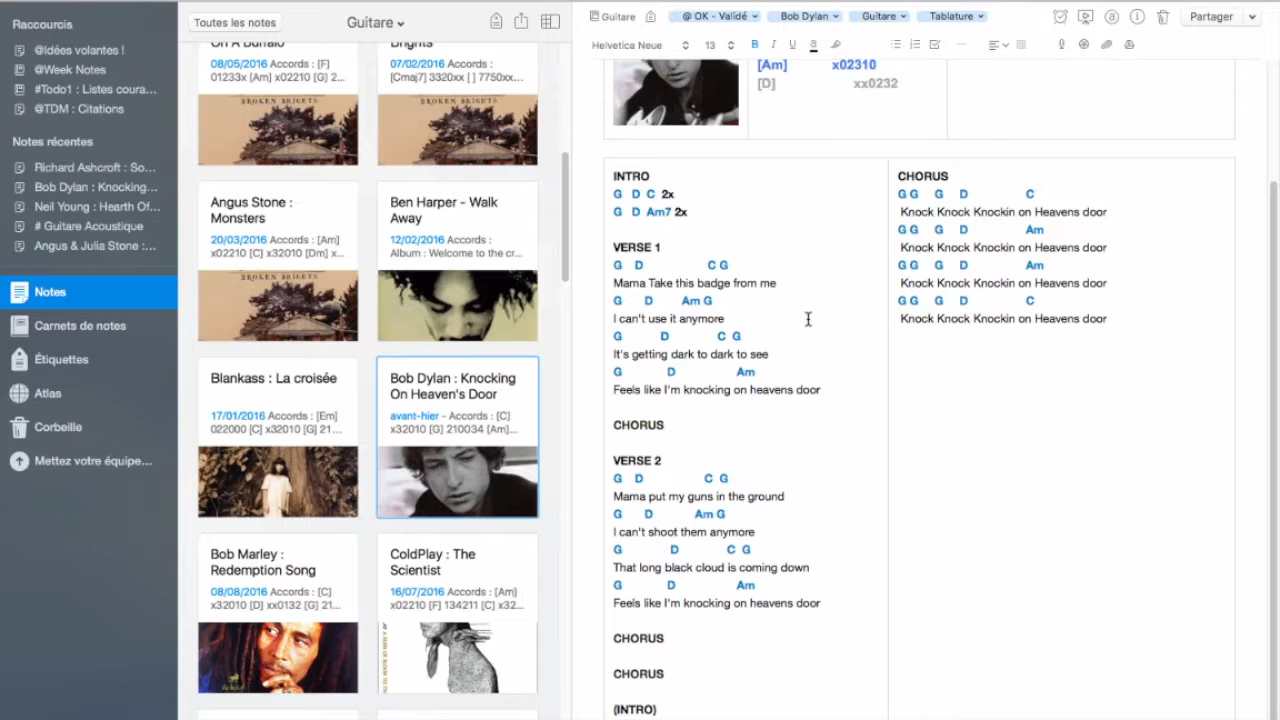 Raccourcis
@Idées volantes !
@Week Notes
#Todo1 : Listes coura...
@TDM : Citations
Notes récentes
Richard Ashcroft : So...
Bob Dylan : Knocking...
Neil Young : Hearth Of...
# Guitare Acoustique
Angus & Julia Stone :...
Notes
Carnets de notes
Étiquettes
Atlas
Corbeille
Mettez votre équipe...
Toutes les notes
Guitare
On A Buffalo
08/05/2016 Accords : [F]
01233x [Am] x02210 [G] 2...
BROKEN BRIGHTS
Brights
07/02/2016 Accords :
[Cmaj7] 3320xx [ ] 7750xx...
BROKEN BRIGHTS
Angus Stone :
Monsters
20/03/2016 Accords : [Am]
x02210 [C] x32010 [Dm] x...
BROKEN BRIGHTS
Ben Harper - Walk
Away
12/02/2016 Accords :
Album : Welcome to the cr...
Blankass : La croisée
17/01/2016 Accords : [Em]
022000 [C] x32010 [G] 21...
Bob Dylan : Knocking
On Heaven's Door
avant-hier - Accords : [C]
x32010 [G] 210034 [Am]...
Bob Marley :
Redemption Song
08/08/2016 Accords : [C]
x32010 [D] xx0132 [G] 21...
ColdPlay : The
Scientist
16/07/2016 Accords : [Am]
x02210 [F] 134211 [C] x32...
Guitare
@ OK - Validé
Bob Dylan
Guitare
Tablature
Partager
Helvetica Neue 13 B I U a
[Am] x02310
[D] xx0232
INTRO
G D C 2x
G D Am7 2x
VERSE 1
G D C G
Mama Take this badge from me
G D Am G
I can't use it anymore
G D C G
It's getting dark to dark to see
G D Am
Feels like I'm knocking on heavens door
CHORUS
VERSE 2
G D C G
Mama put my guns in the ground
G D Am G
I can't shoot them anymore
G D C G
That long black cloud is coming down
G D Am
Feels like I'm knocking on heavens door
CHORUS
CHORUS
(INTRO)
CHORUS
G G G D C
Knock Knock Knockin on Heavens door
G G G D Am
Knock Knock Knockin on Heavens door
G G G D Am
Knock Knock Knockin on Heavens door
G G G D C
Knock Knock Knockin on Heavens door